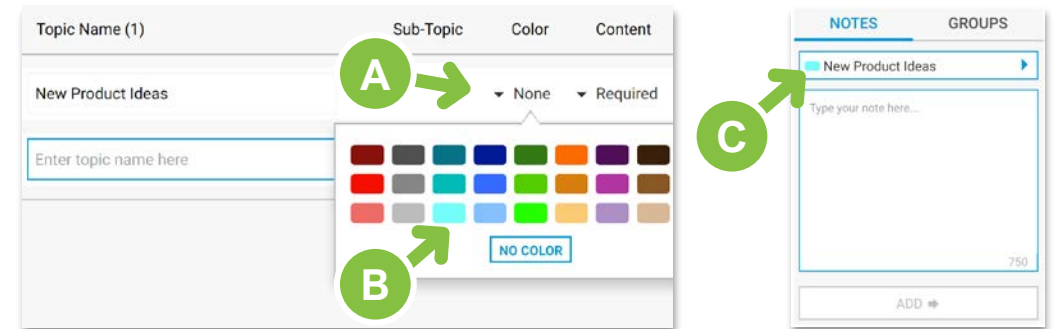 Topic Name (1) Sub-Topic Color Content
A
New Product Ideas None Required
Enter topic name here
NO COLOR
B
NOTES GROUPS
New Product Ideas
C
Type your note here...
750
ADD